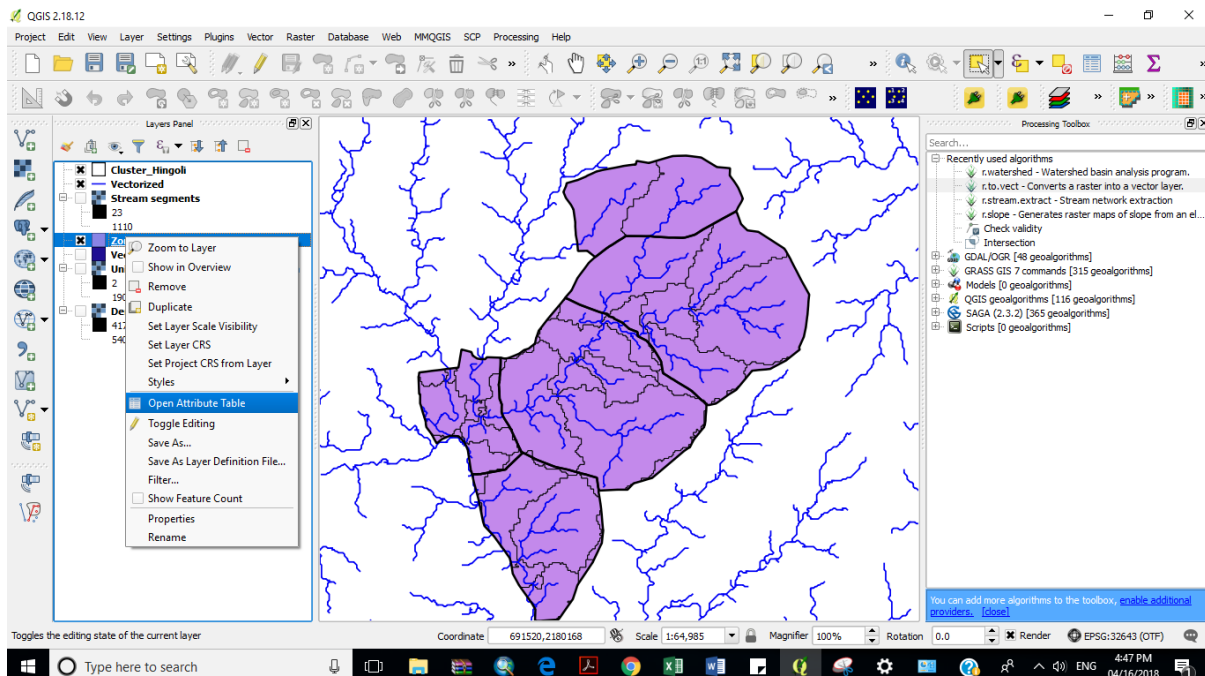 QGIS 2.18.12
Project Edit View Layer Settings Plugins Vector Raster Database Web MMQGIS SCP Processing Help
Layers Panel
Cluster_Hingoli
Vectorized
Stream segments
23
1110
Zoom to Layer
Show in Overview
Remove
Duplicate
Set Layer Scale Visibility
Set Layer CRS
Set Project CRS from Layer
Styles
Open Attribute Table
Toggle Editing
Save As...
Save As Layer Definition File...
Filter...
Show Feature Count
Properties
Rename
Processing Toolbox
Search...
Recently used algorithms
r.watershed - Watershed basin analysis program.
r.to.vect - Converts a raster into a vector layer.
r.stream.extract - Stream network extraction
r.slope - Generates raster maps of slope from an el...
Check validity
Intersection
GDAL/OGR [48 geoalgorithms]
GRASS GIS 7 commands [315 geoalgorithms]
Models [0 geoalgorithms]
QGIS geoalgorithms [116 geoalgorithms]
SAGA (2.3.2) [365 geoalgorithms]
Scripts [0 geoalgorithms]
You can add more algorithms to the toolbox, enable additional
providers. [close]
Toggles the editing state of the current layer
Coordinate 691520,2180168 Scale 1:64,985 Magnifier 100% Rotation 0.0 Render EPSG:32643 (OTF)
Type here to search
ENG
4:47 PM
04/16/2018